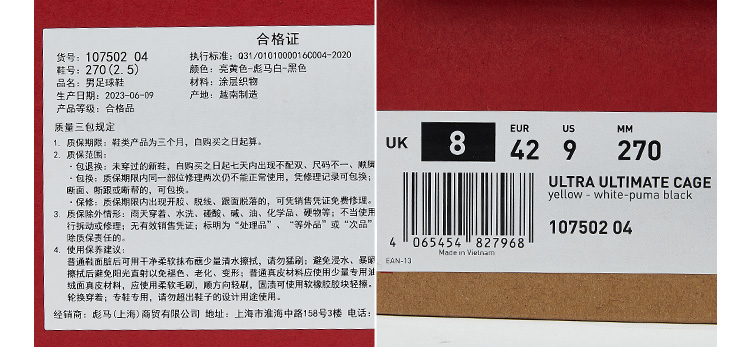 合格证
货号: 107502 04
鞋号: 270(2.5)
品名: 男足球鞋
生产日期: 2023-06-09
产品等级: 合格品
执行标准: Q31/0101000016C004-2020
颜色: 亮黄色-彪马白-黑色
材料: 涂层织物
产地: 越南制造
质量三包规定
1. 质保期限: 鞋类产品为三个月, 自购买之日起算。
2. 质保范围:
·包退换: 未穿过的新鞋, 自购买之日起七天内出现不配双、尺码不一、顺脚
·包换: 质保期限内同一部位修理两次仍不能正常使用, 凭修理记录可包换;
断面、断跟或断帮的, 可包换。
·保修: 质保期限内出现开胶、脱线、跟面脱落的, 可凭销售凭证免费修理。
3. 质保除外情形: 雨天穿着、水洗、碰酸、碱、油、化学品、硬物等; 不当使用
行拆动或修理; 无有效销售凭证; 标明为“处理品”、“等外品”或“次品”
除质保责任的。
4. 使用保养建议:
普通鞋面脏后可用干净柔软抹布蘸少量清水擦拭, 请勿猛刷; 避免浸水、暴晒
擦拭后避免阳光直射以免褪色、老化、变形; 普通真皮材料应使用少量专用油
绒面真皮材料, 应使用柔软毛刷, 顺方向轻刷, 固渍可使用软橡胶胶块轻擦。
轮换穿着; 专鞋专用, 请勿超出鞋子的设计用途使用。
经销商: 彪马(上海)商贸有限公司 地址: 上海市淮海中路158号3楼 电话:
UK 8 EUR 42 US 9 MM 270
ULTRA ULTIMATE CAGE
yellow - white-puma black
107502 04
4 065454 827968
Made in Vietnam
EAN-13